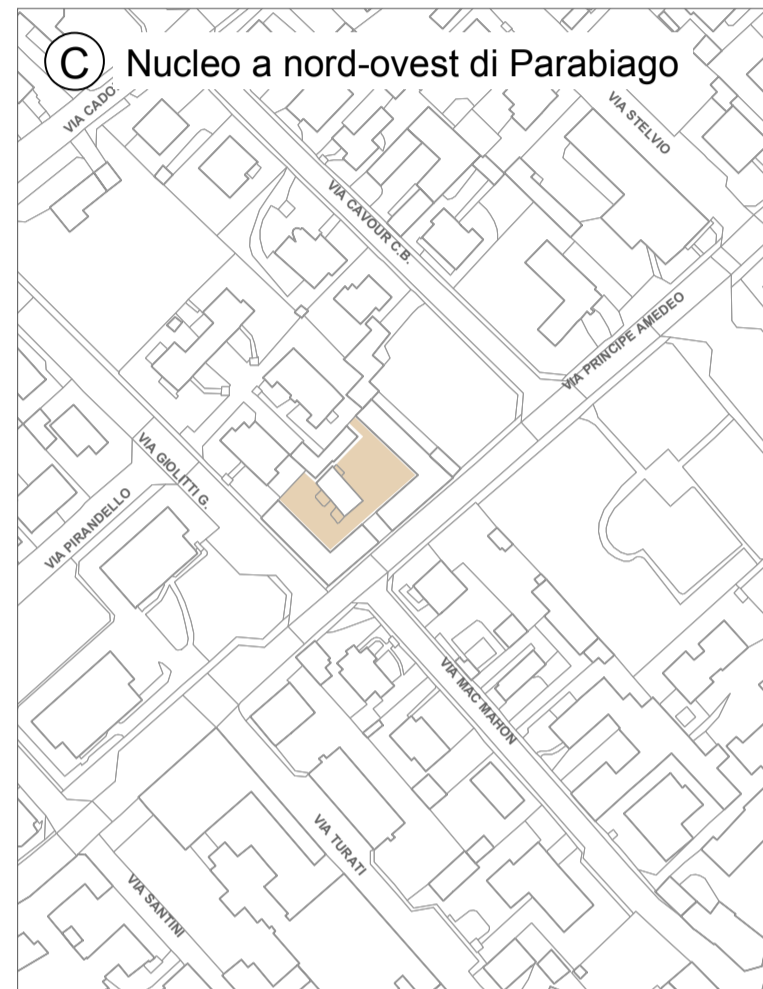 C Nucleo a nord-ovest di Parabiago
VIA CADO
VIA STELVIO
VIA CAVOUR C.B.
VIA PRINCIPE AMEDEO
VIA GIOLITTI G.
VIA PIRANDELLO
VIA MAC MAHON
VIA TURATI
VIA SANTINI